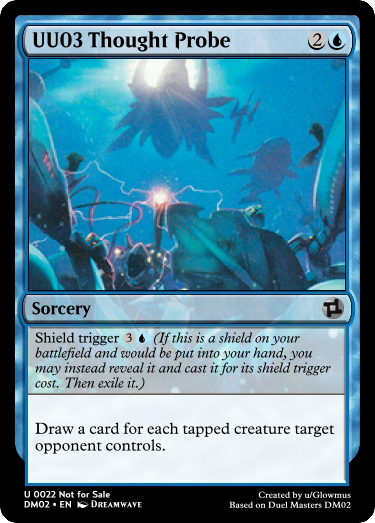 UU03 Thought Probe 2
Sorcery
Shield trigger 3 (If this is a shield on your
battlefield and would be put into your hand, you
may instead reveal it and cast it for its shield trigger
cost. Then exile it.)
Draw a card for each tapped creature target
opponent controls.
U 0022 Not for Sale
DM02 • EN DREAMWAVE
Created by u/Glowmus
Based on Duel Masters DM02